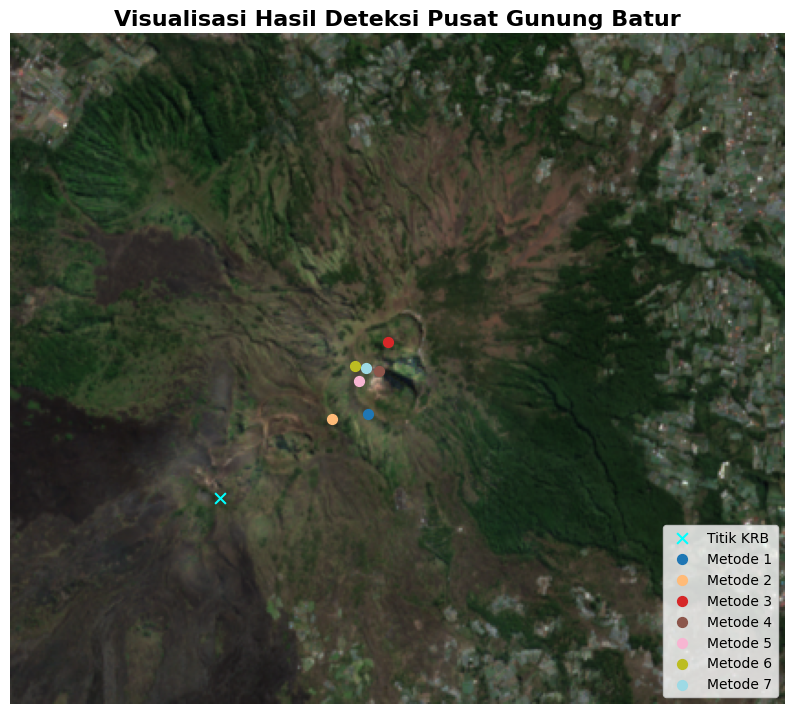 Visualisasi Hasil Deteksi Pusat Gunung Batur
Titik KRB
Metode 1
Metode 2
Metode 3
Metode 4
Metode 5
Metode 6
Metode 7